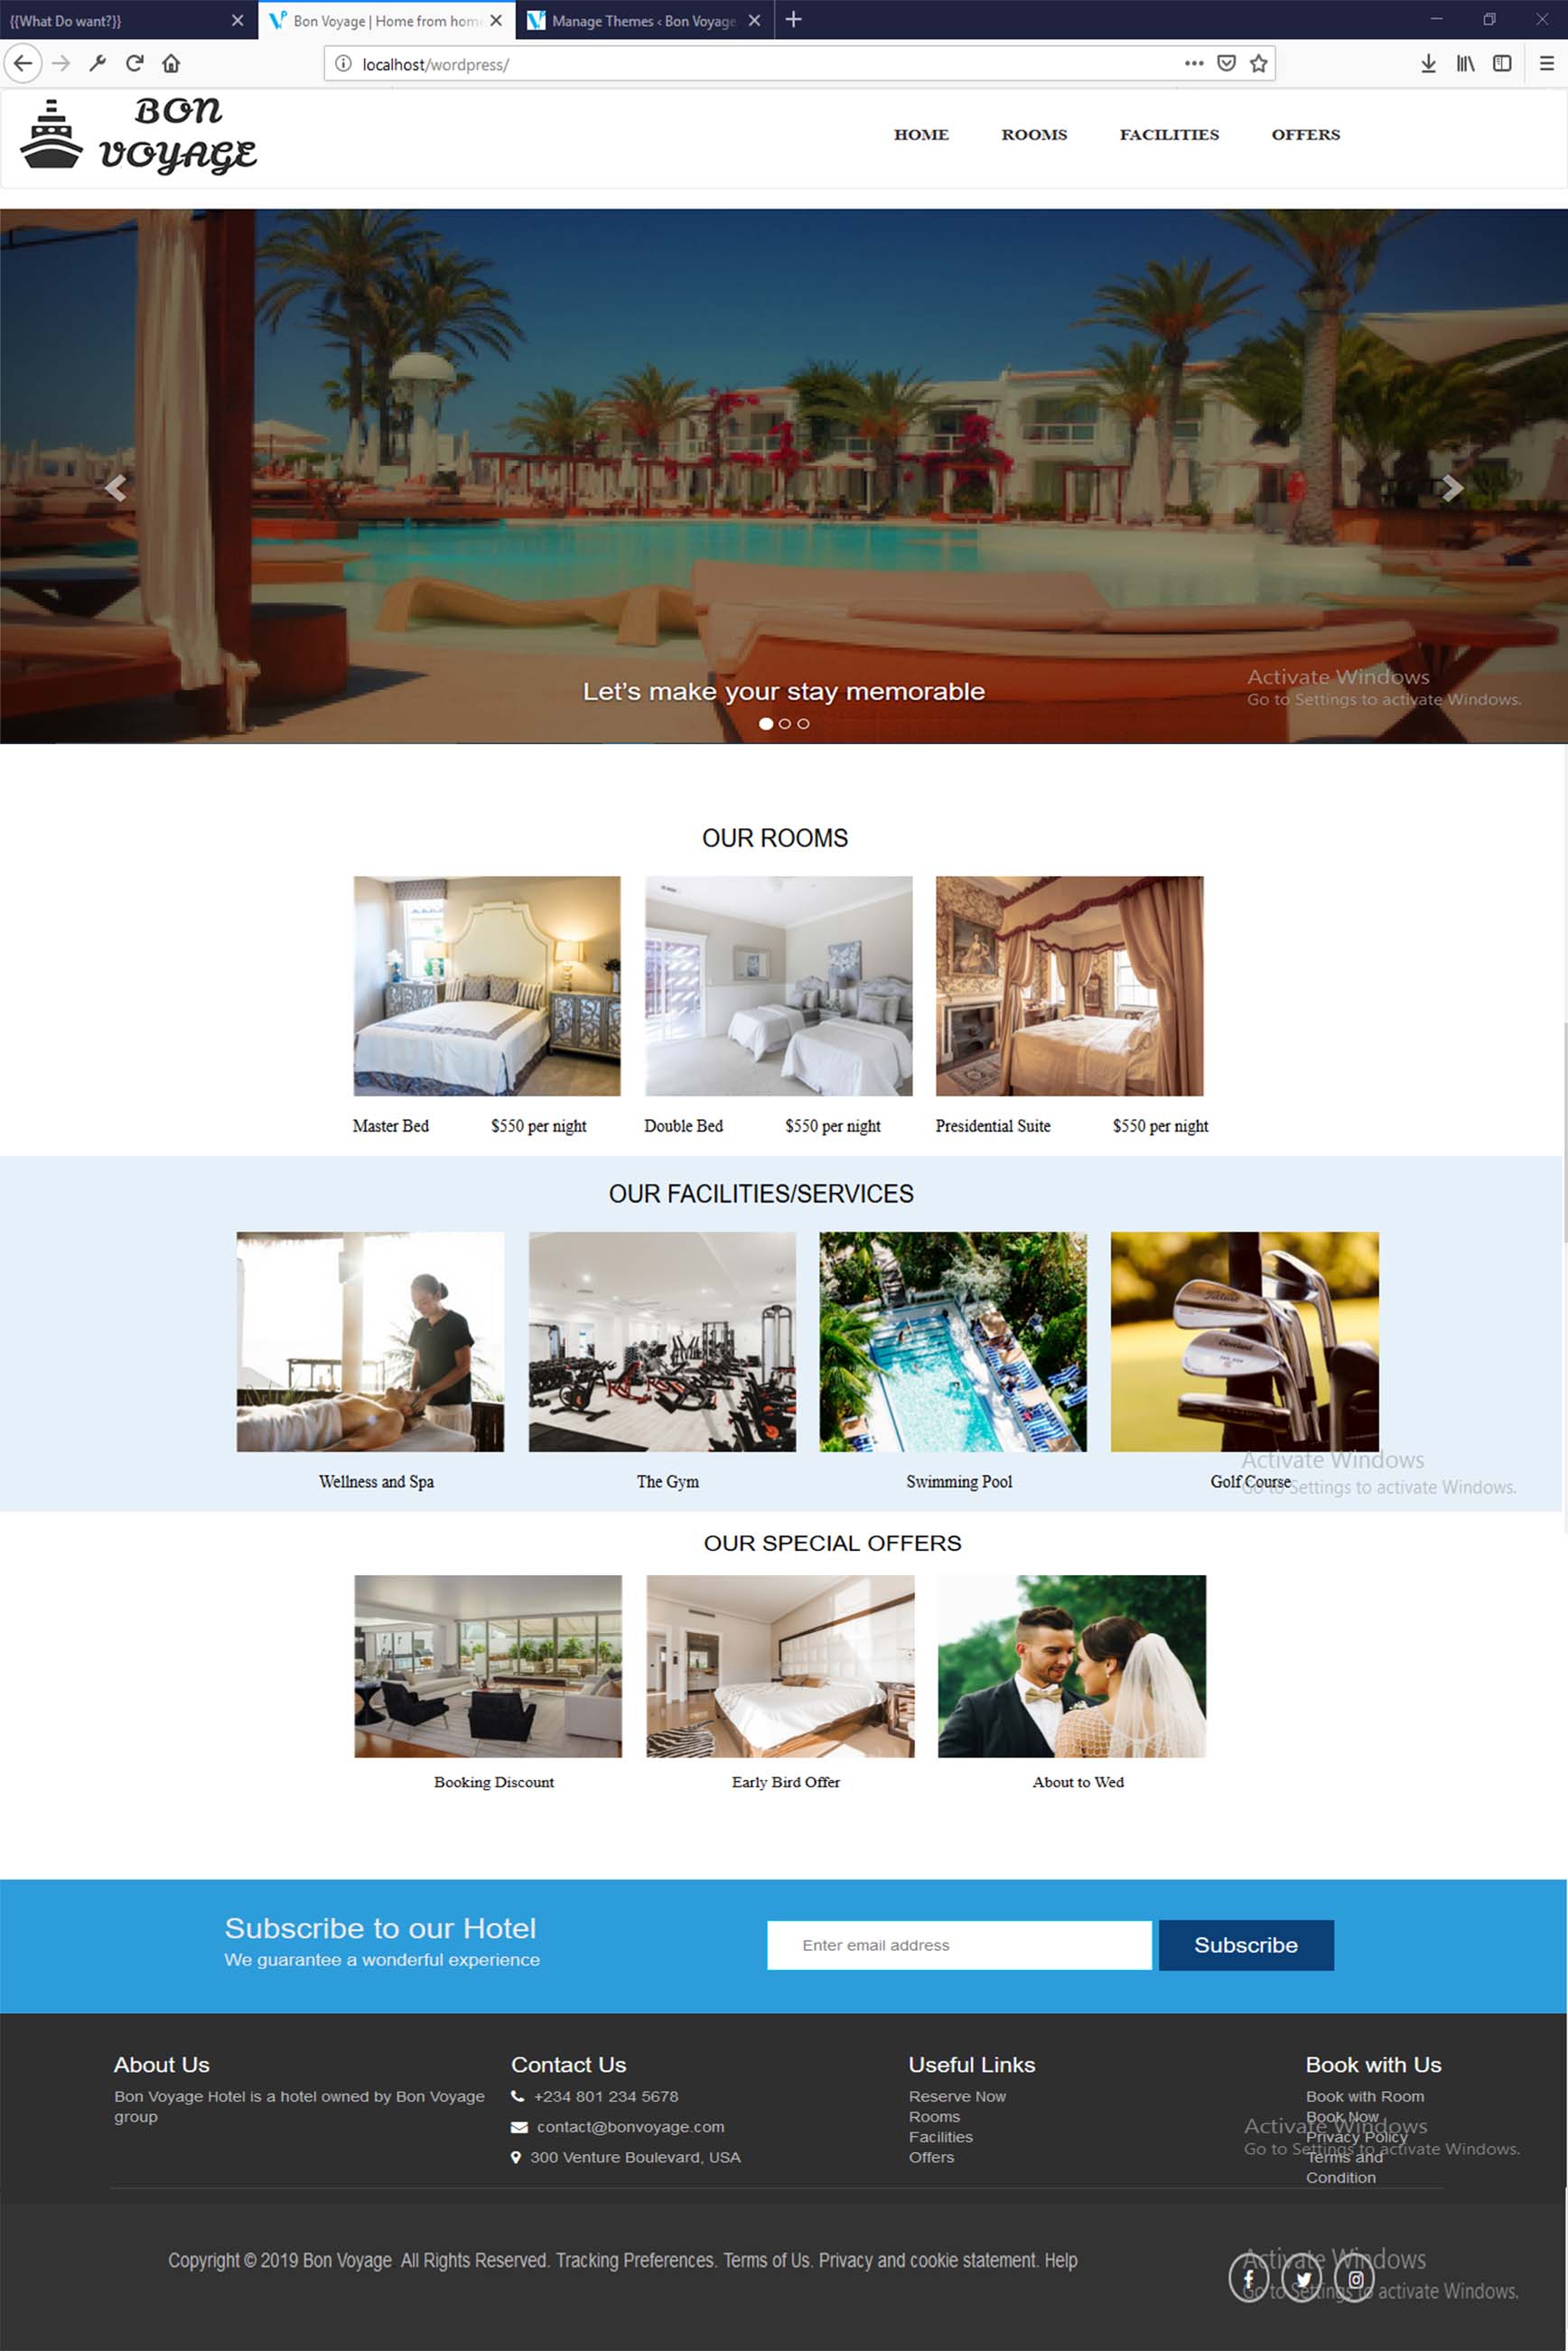 {{What Do want?}}
Bon Voyage | Home from hom
Manage Themes ‹ Bon Voyage
localhost/wordpress/
BON
VOYAGE
HOME ROOMS FACILITIES OFFERS
Let's make your stay memorable
Activate Windows
Go to Settings to activate Windows.
OUR ROOMS
Master Bed $550 per night Double Bed $550 per night Presidential Suite $550 per night
OUR FACILITIES/SERVICES
Titleist
Cleveland
Wellness and Spa The Gym Swimming Pool Golf Course
Activate Windows
Go to Settings to activate Windows.
OUR SPECIAL OFFERS
Booking Discount Early Bird Offer About to Wed
Subscribe to our Hotel
We guarantee a wonderful experience
Enter email address
Subscribe
About Us
Bon Voyage Hotel is a hotel owned by Bon Voyage
group
Contact Us
+234 801 234 5678
contact@bonvoyage.com
300 Venture Boulevard, USA
Useful Links
Reserve Now
Rooms
Facilities
Offers
Book with Us
Book with Room
Book Now
Privacy Policy
Terms and
Condition
Activate Windows
Go to Settings to activate Windows.
Copyright © 2019 Bon Voyage All Rights Reserved. Tracking Preferences. Terms of Us. Privacy and cookie statement. Help
Activate Windows
Go to Settings to activate Windows.